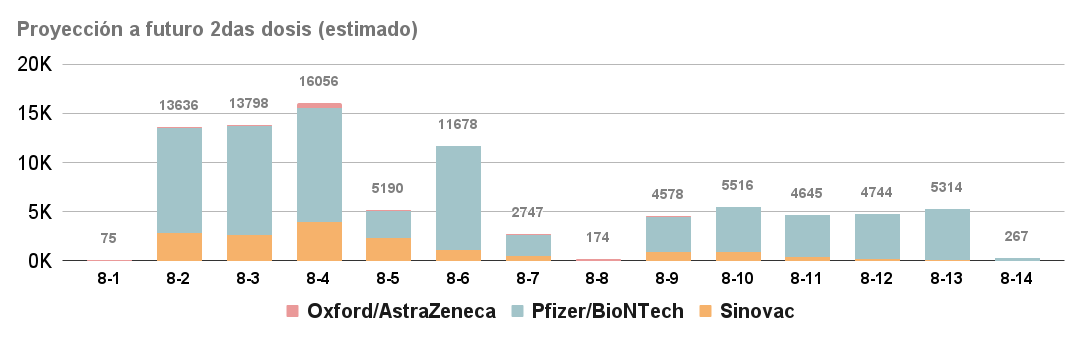 Proyección a futuro 2das dosis (estimado)
20K
15K
10K
5K
0K
75
13636
13798
16056
5190
11678
2747
174
4578
5516
4645
4744
5314
267
8-1 8-2 8-3 8-4 8-5 8-6 8-7 8-8 8-9 8-10 8-11 8-12 8-13 8-14
Oxford/AstraZeneca Pfizer/BioNTech Sinovac